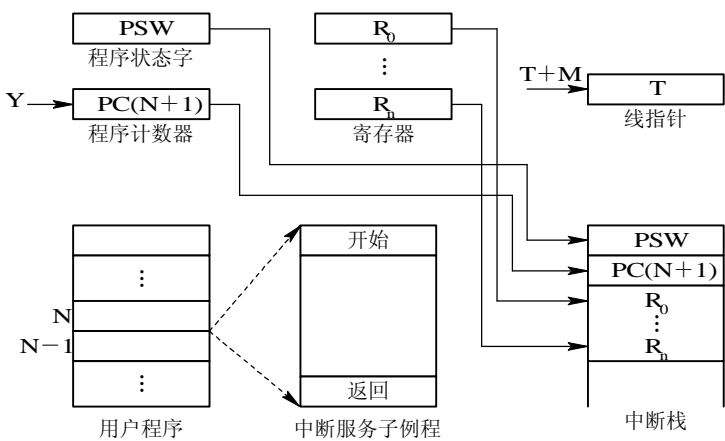 PSW
程序状态字
R0
⋮
Y
PC(N+1)
程序计数器
Rn
寄存器
T+M
T
线指针
⋮
N
N-1
⋮
用户程序
开始
返回
中断服务子例程
PSW
PC(N+1)
R0
⋮
Rn
中断栈